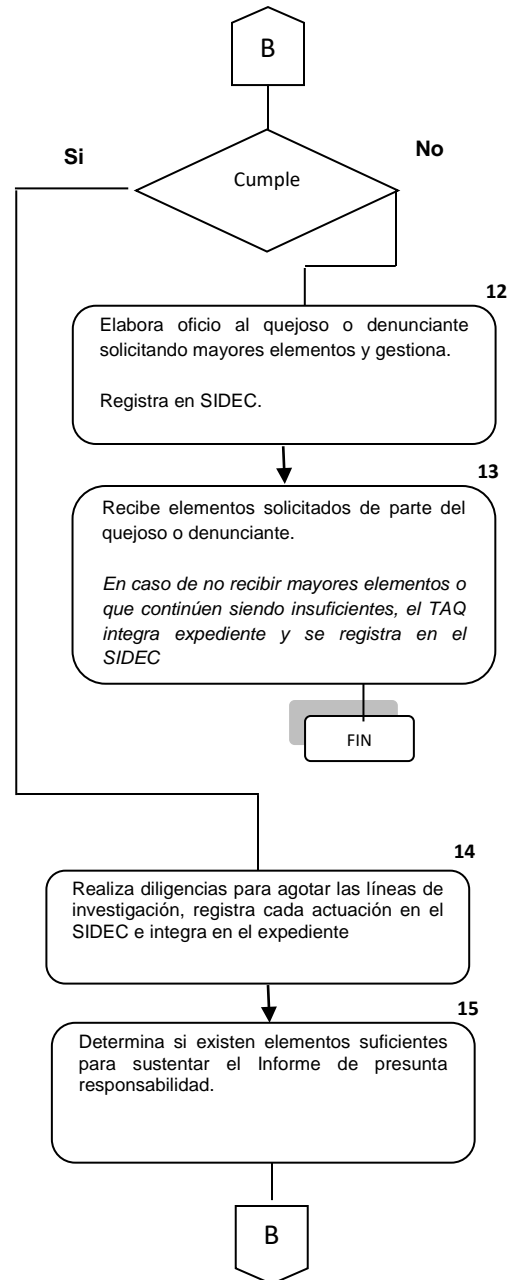 B
Si
No
Cumple
12
Elabora oficio al quejoso o denunciante
solicitando mayores elementos y gestiona.
Registra en SIDEC.
13
Recibe elementos solicitados de parte del
quejoso o denunciante.
En caso de no recibir mayores elementos o
que continúen siendo insuficientes, el TAQ
integra expediente y se registra en el
SIDEC
FIN
14
Realiza diligencias para agotar las líneas de
investigación, registra cada actuación en el
SIDEC e integra en el expediente
15
Determina si existen elementos suficientes
para sustentar el Informe de presunta
responsabilidad.
B